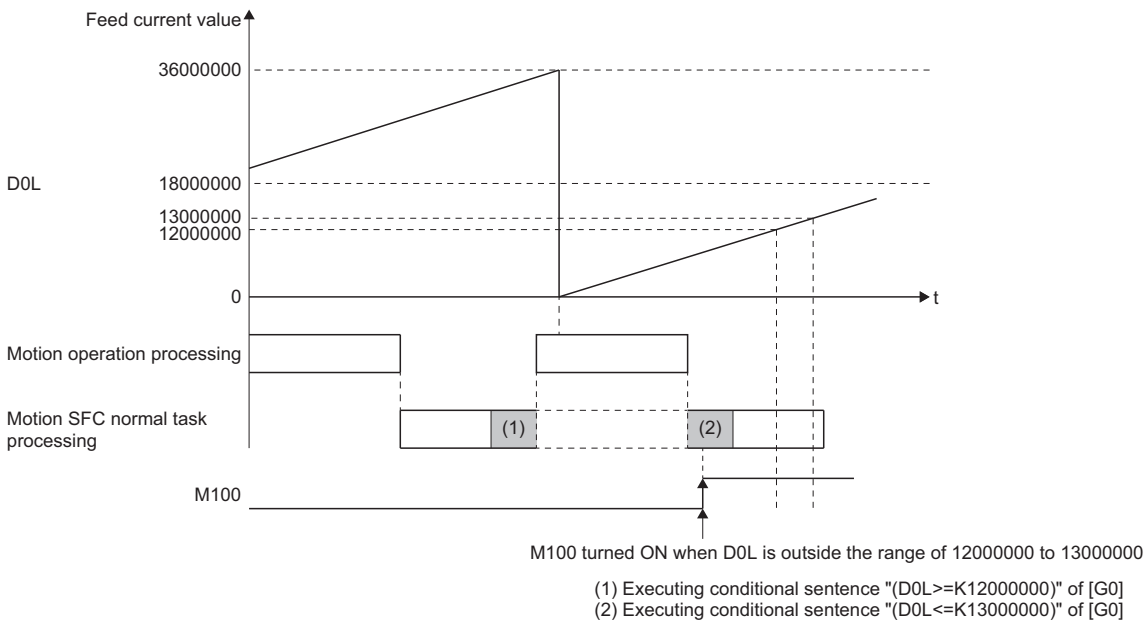 Feed current value
36000000
D0L
18000000
13000000
12000000
0
t
Motion operation processing
Motion SFC normal task
processing
(1)
(2)
M100
M100 turned ON when D0L is outside the range of 12000000 to 13000000
(1) Executing conditional sentence "(D0L>=K12000000)" of [G0]
(2) Executing conditional sentence "(D0L<=K13000000)" of [G0]